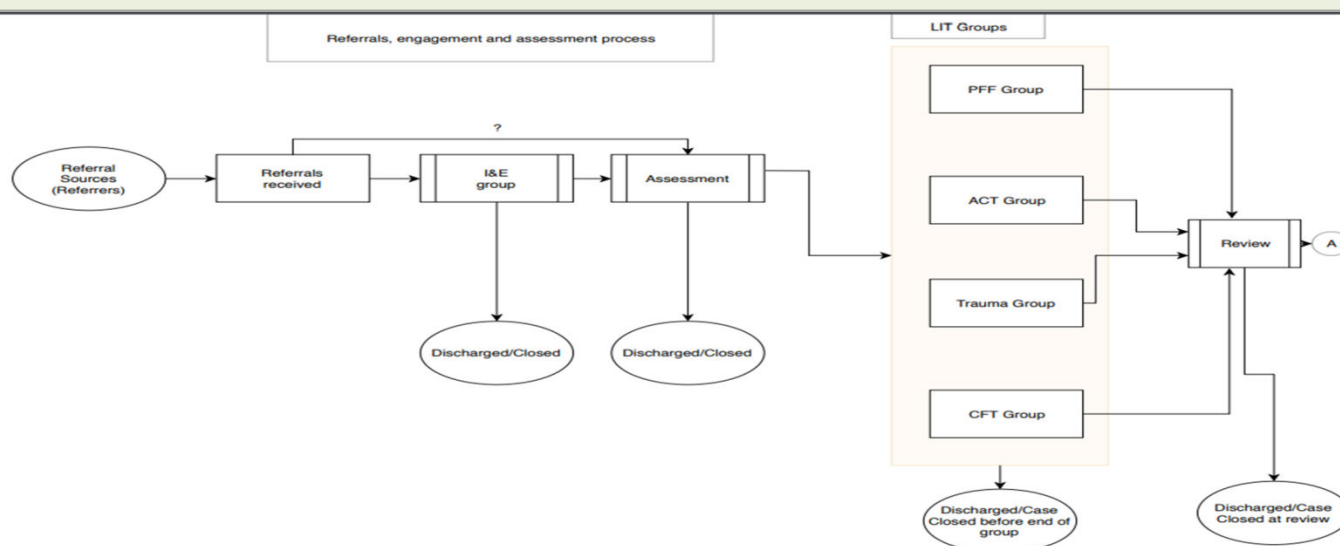 Referrals, engagement and assessment process
LIT Groups
PFF Group
?
Referral
Sources
(Referrers)
Referrals
received
I&E
group
Assessment
ACT Group
Review
A
Trauma Group
Discharged/Closed
Discharged/Closed
CFT Group
Discharged/Case
Closed before end of
group
Discharged/Case
Closed at review